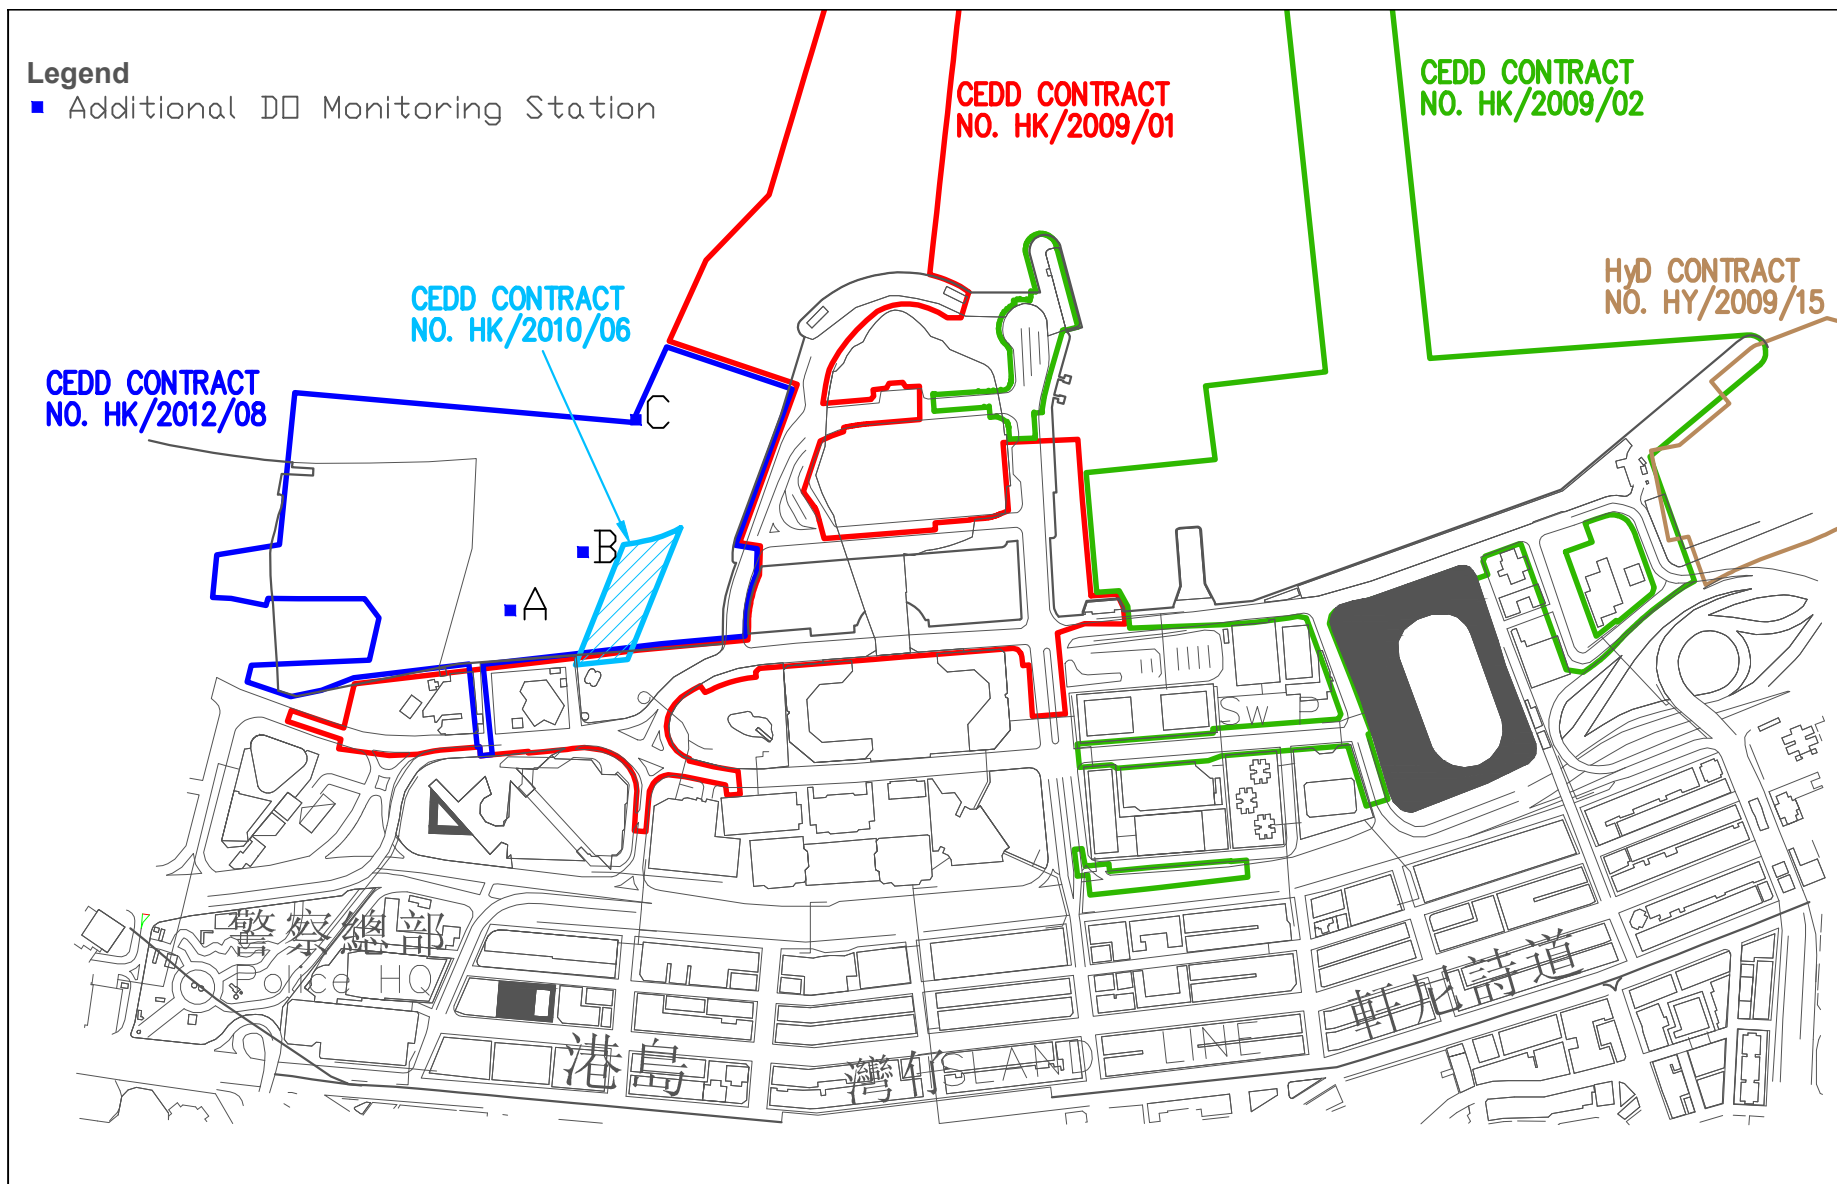 Legend
Additional DO Monitoring Station
CEDD CONTRACT
NO. HK/2009/01
CEDD CONTRACT
NO. HK/2009/02
HyD CONTRACT
NO. HY/2009/15
CEDD CONTRACT
NO. HK/2010/06
CEDD CONTRACT
NO. HK/2012/08
C
B
A
Sw P
警察總部
Police HQ
軒尼詩道
港島
灣仔
ISLAND LINE